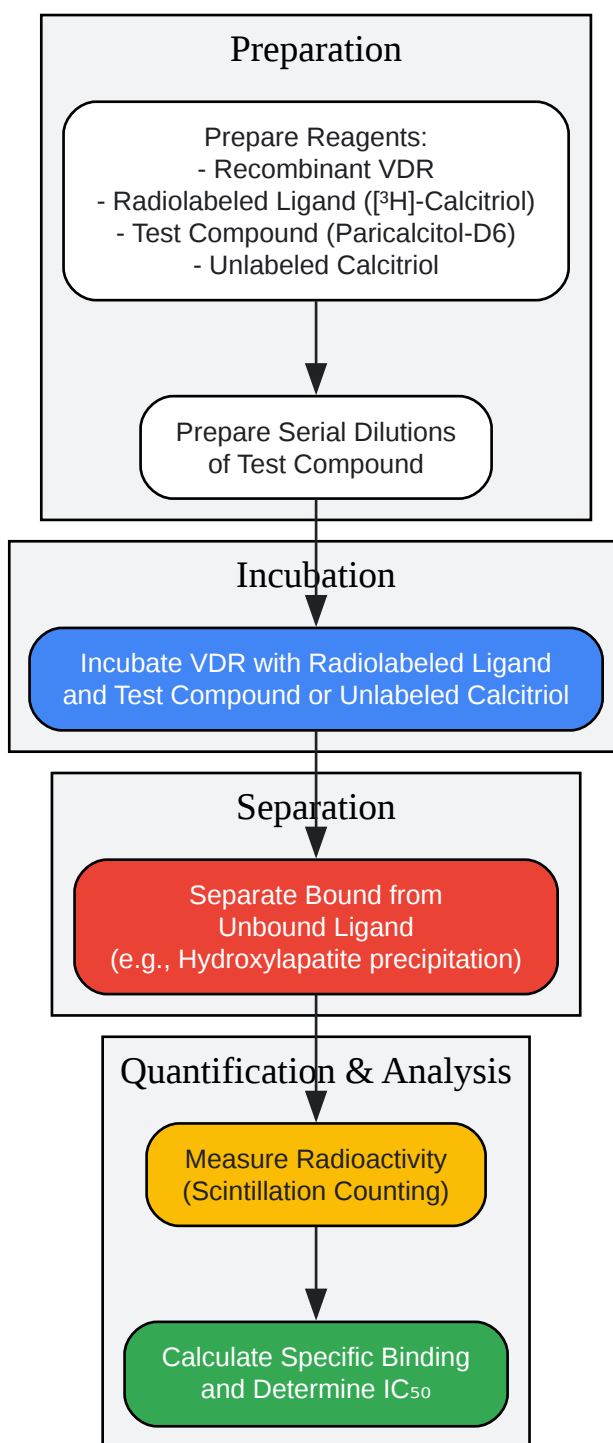 Preparation
Prepare Reagents:
- Recombinant VDR
- Radiolabeled Ligand ([³H]-Calcitriol)
- Test Compound (Paricalcitol-D6)
- Unlabeled Calcitriol
Prepare Serial Dilutions
of Test Compound
Incubation
Incubate VDR with Radiolabeled Ligand
and Test Compound or Unlabeled Calcitriol
Separation
Separate Bound from
Unbound Ligand
(e.g., Hydroxylapatite precipitation)
Quantification & Analysis
Measure Radioactivity
(Scintillation Counting)
Calculate Specific Binding
and Determine IC₅₀